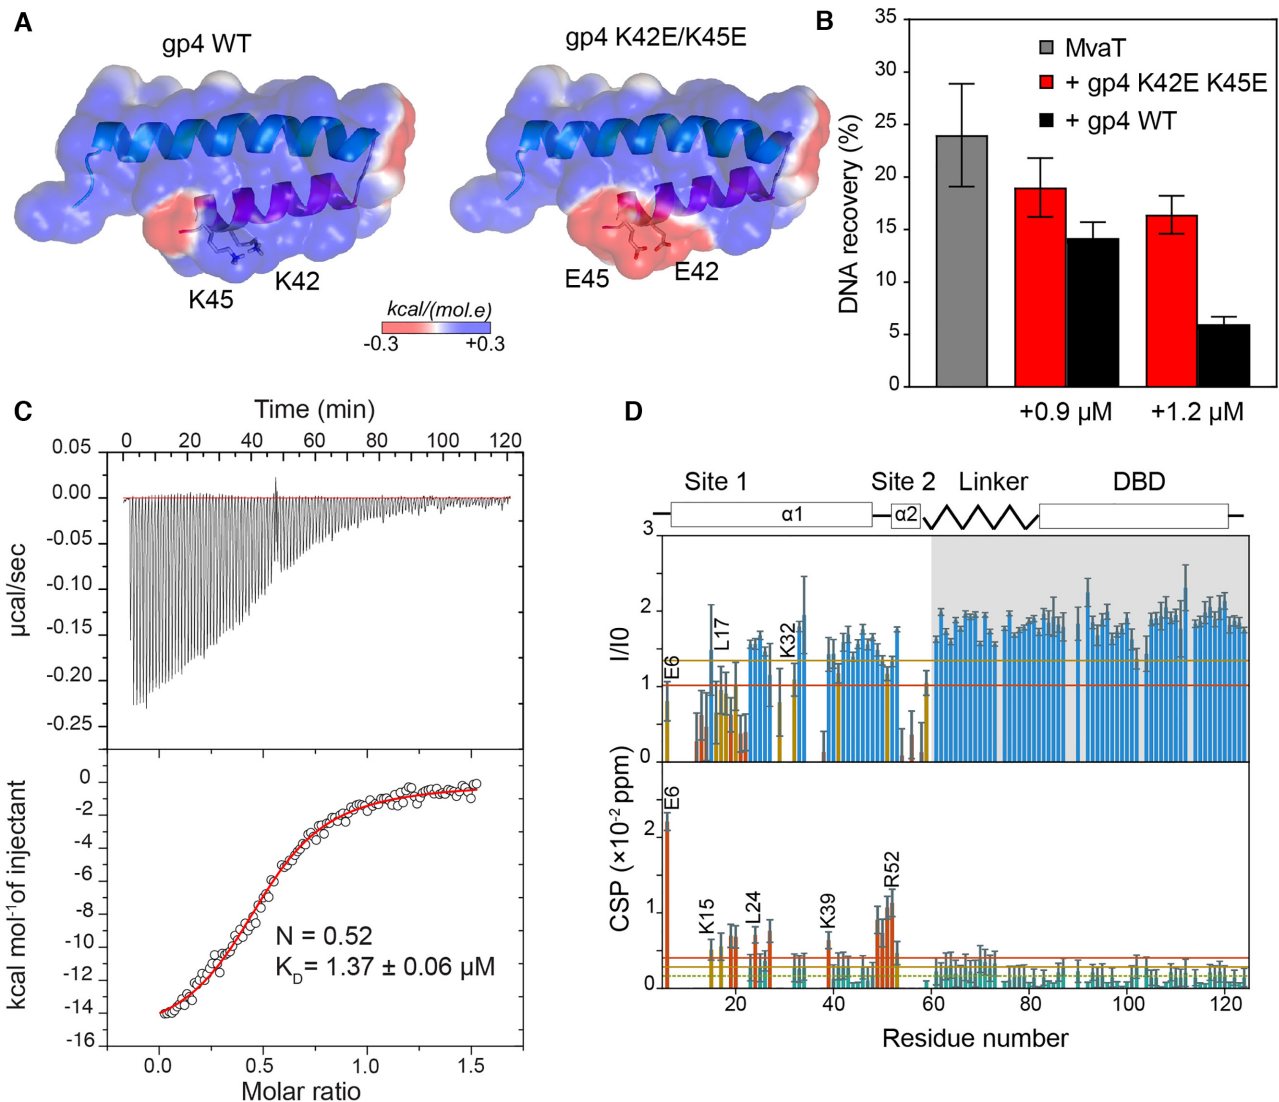 A
gp4 WT
gp4 K42E/K45E
K45
K42
E45
E42
kcal/(mol.e)
-0.3
+0.3
B
MvaT
+ gp4 K42E K45E
+ gp4 WT
DNA recovery (%)
35
30
25
20
15
10
5
0
+0.9 µM
+1.2 µM
C
Time (min)
0 20 40 60 80 100 120
0.05
0.00
-0.05
-0.10
-0.15
-0.20
-0.25
µcal/sec
0
-2
-4
-6
-8
-10
-12
-14
-16
kcal mol-1 of injectant
N = 0.52
KD = 1.37 ± 0.06 µM
0.0 0.5 1.0 1.5
Molar ratio
D
Site 1
Site 2
Linker
DBD
α1
α2
3
2
1
0
I/I0
E6
L17
K32
2
1
0
CSP (×10-2 ppm)
E6
K15
L24
K39
R52
20 40 60 80 100 120
Residue number